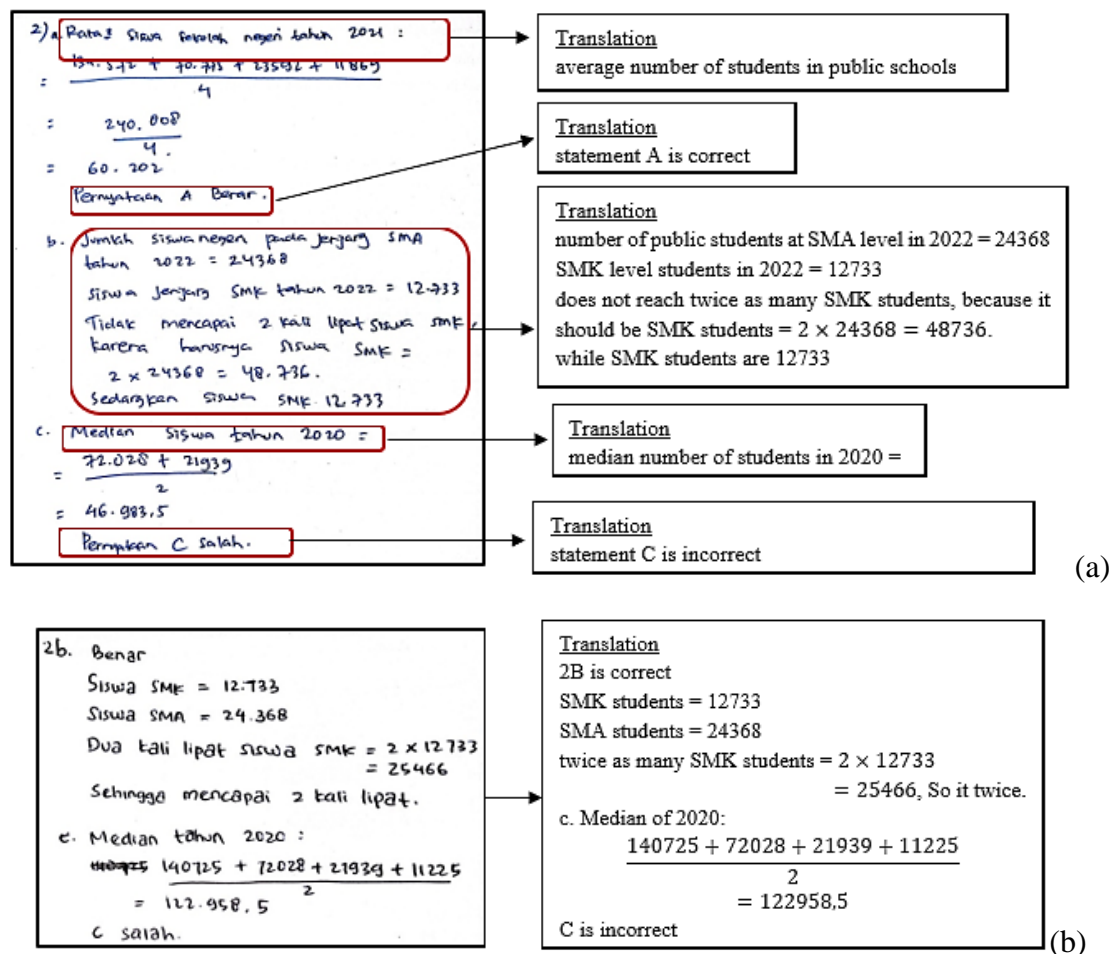 2) a. Rata2 siswa sekolah negeri tahun 2021 :
134.572 + 70.775 + 23592 + 11869
4
= 240.008
4.
= 60.202
Pernyataan A Benar.
b. Jumlah siswa negeri pada jenjang SMA
tahun 2022 = 24368
siswa jenjang SMK tahun 2022 = 12.733
Tidak mencapai 2 kali lipat siswa SMK,
karena harusnya siswa SMK =
2 × 24368 = 48.736.
Sedangkan siswa SMK 12.733
c. Median siswa tahun 2020 =
= 72.028 + 21939
2
= 46.983,5
Pernyataan C salah.
Translation
average number of students in public schools
Translation
statement A is correct
Translation
number of public students at SMA level in 2022 = 24368
SMK level students in 2022 = 12733
does not reach twice as many SMK students, because it
should be SMK students = 2 × 24368 = 48736.
while SMK students are 12733
Translation
median number of students in 2020 =
Translation
statement C is incorrect
(a)
2b. Benar
Siswa SMK = 12.733
Siswa SMA = 24.368
Dua kali lipat siswa SMK = 2 × 12733
= 25466
Sehingga mencapai 2 kali lipat.
c. Median tahun 2020 :
140725 + 72028 + 21939 + 11225
2
= 122.958,5
C salah.
Translation
2B is correct
SMK students = 12733
SMA students = 24368
twice as many SMK students = 2 × 12733
= 25466, So it twice.
c. Median of 2020:
140725 + 72028 + 21939 + 11225
2
= 122958,5
C is incorrect
(b)